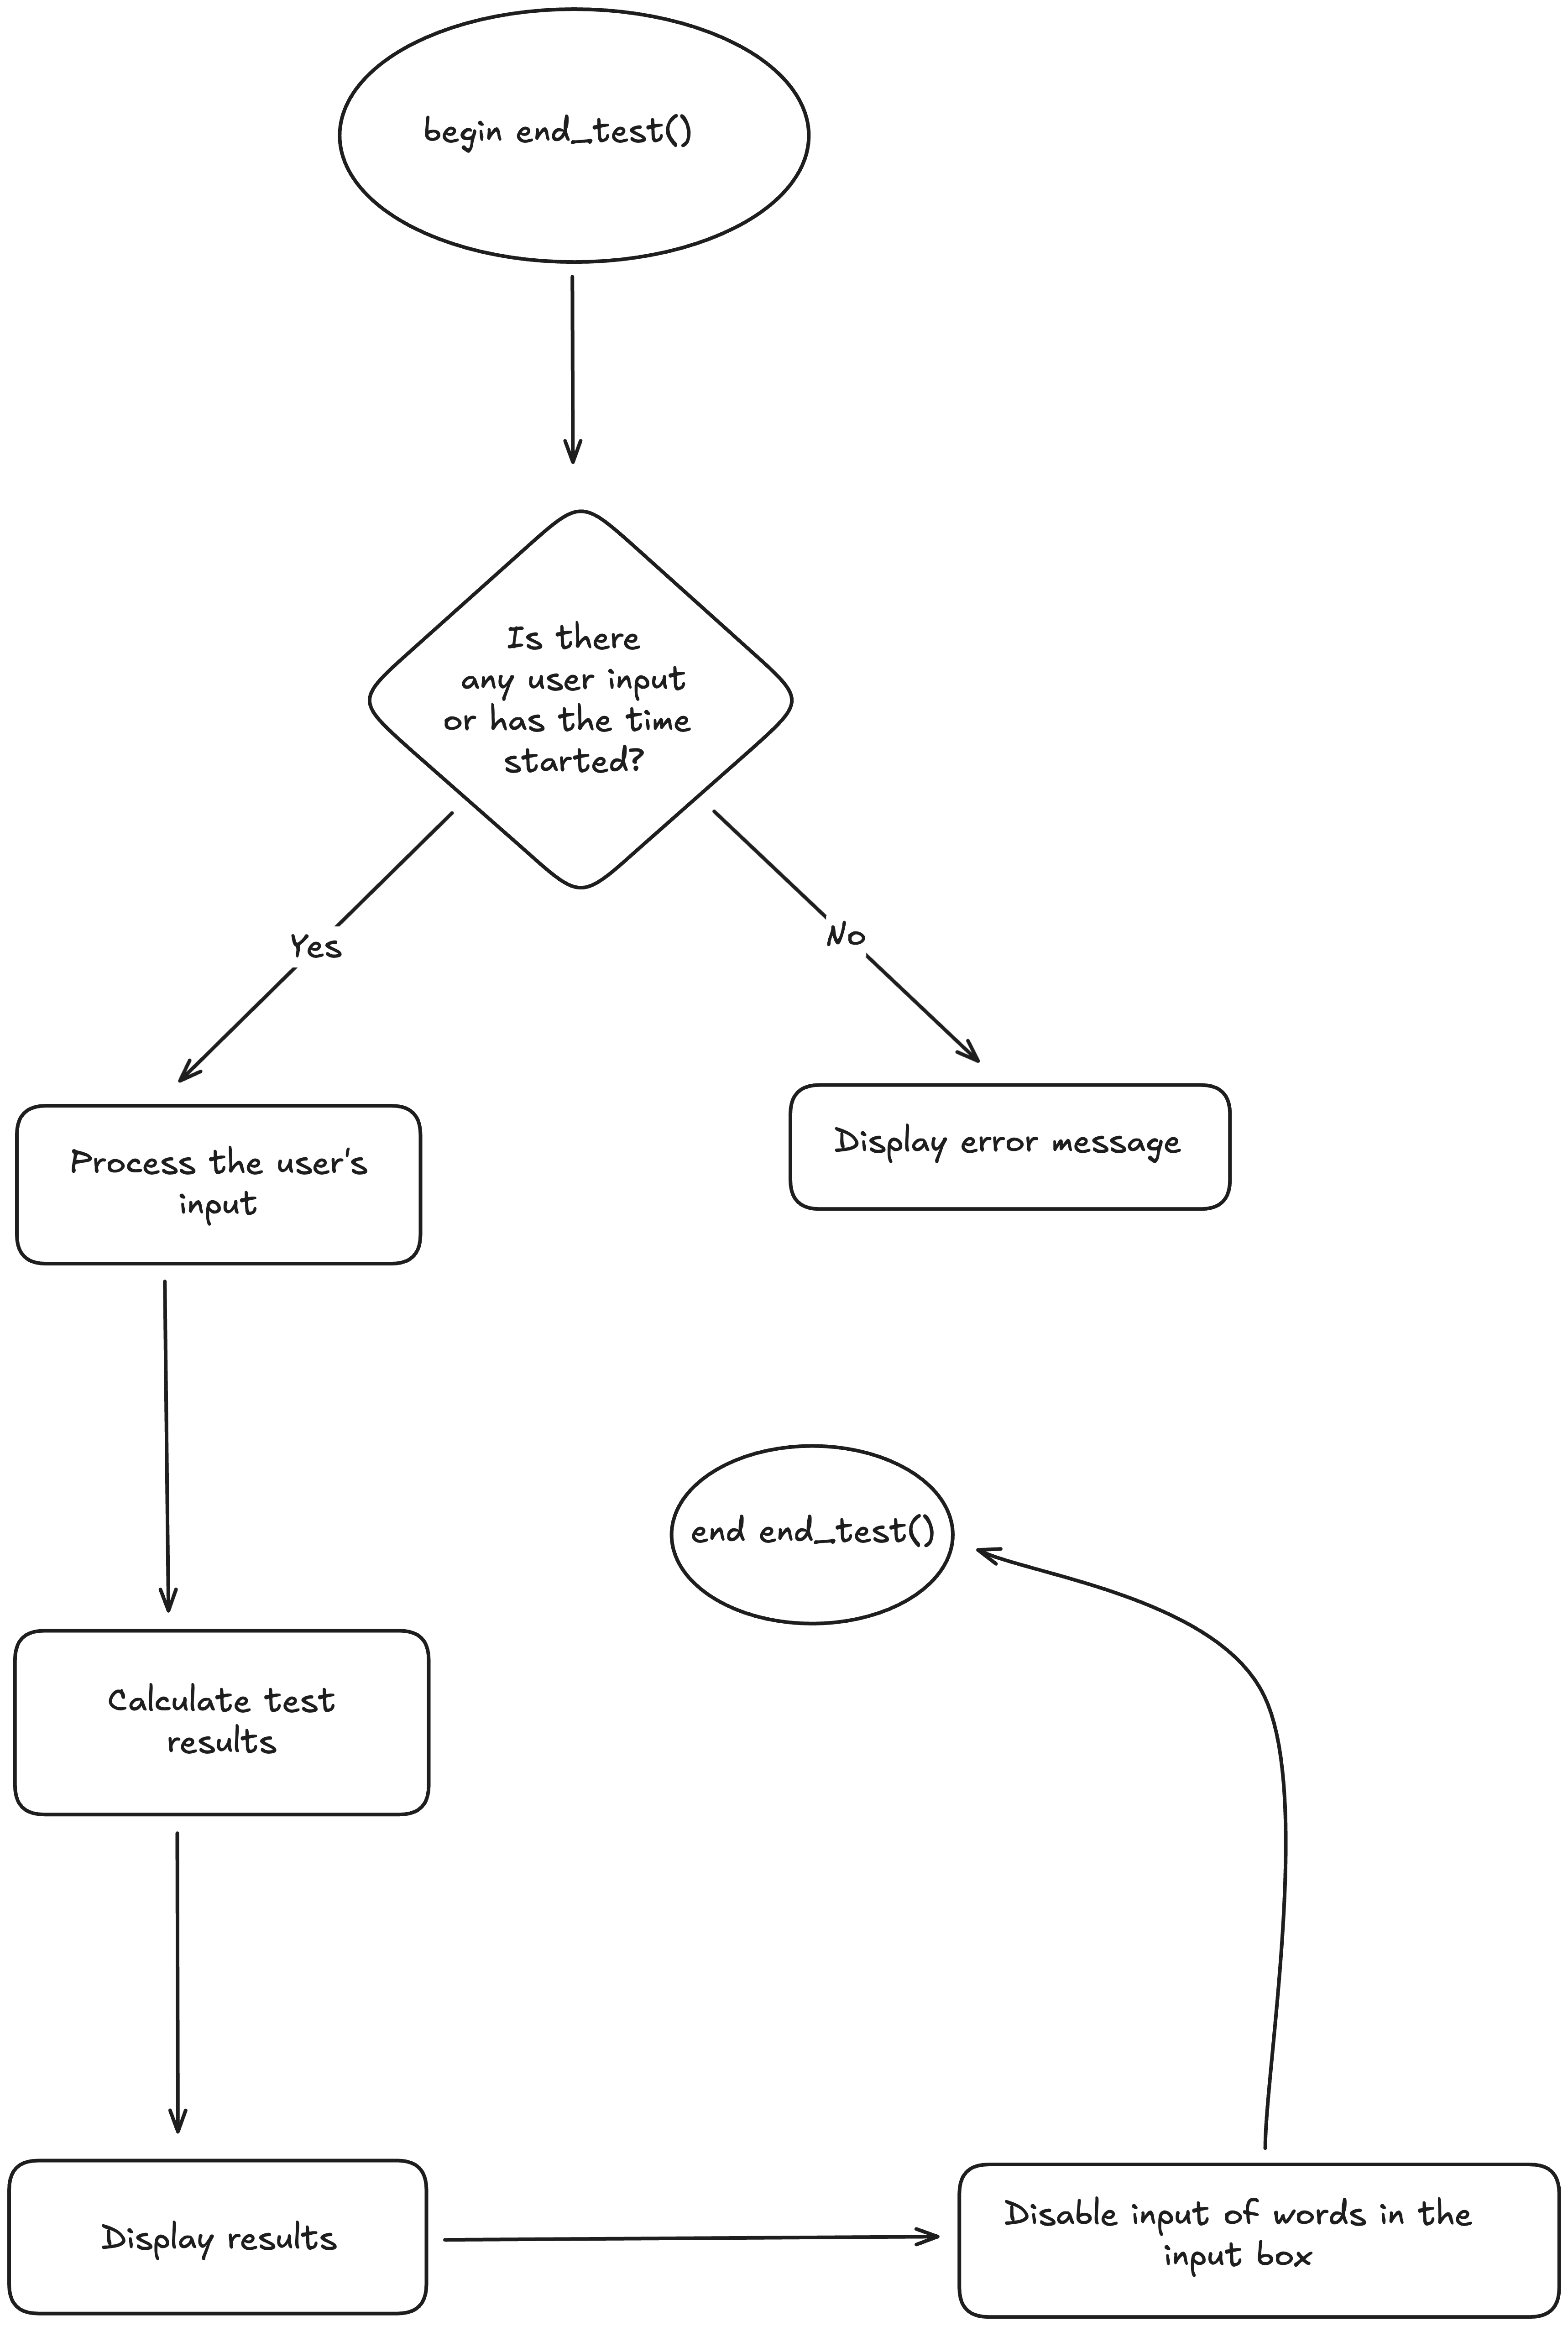 begin end_test()
Is there
any user input
or has the time
started?
Yes
No
Process the user's
input
Display error message
end end_test()
Calculate test
results
Display results
Disable input of words in the
input box